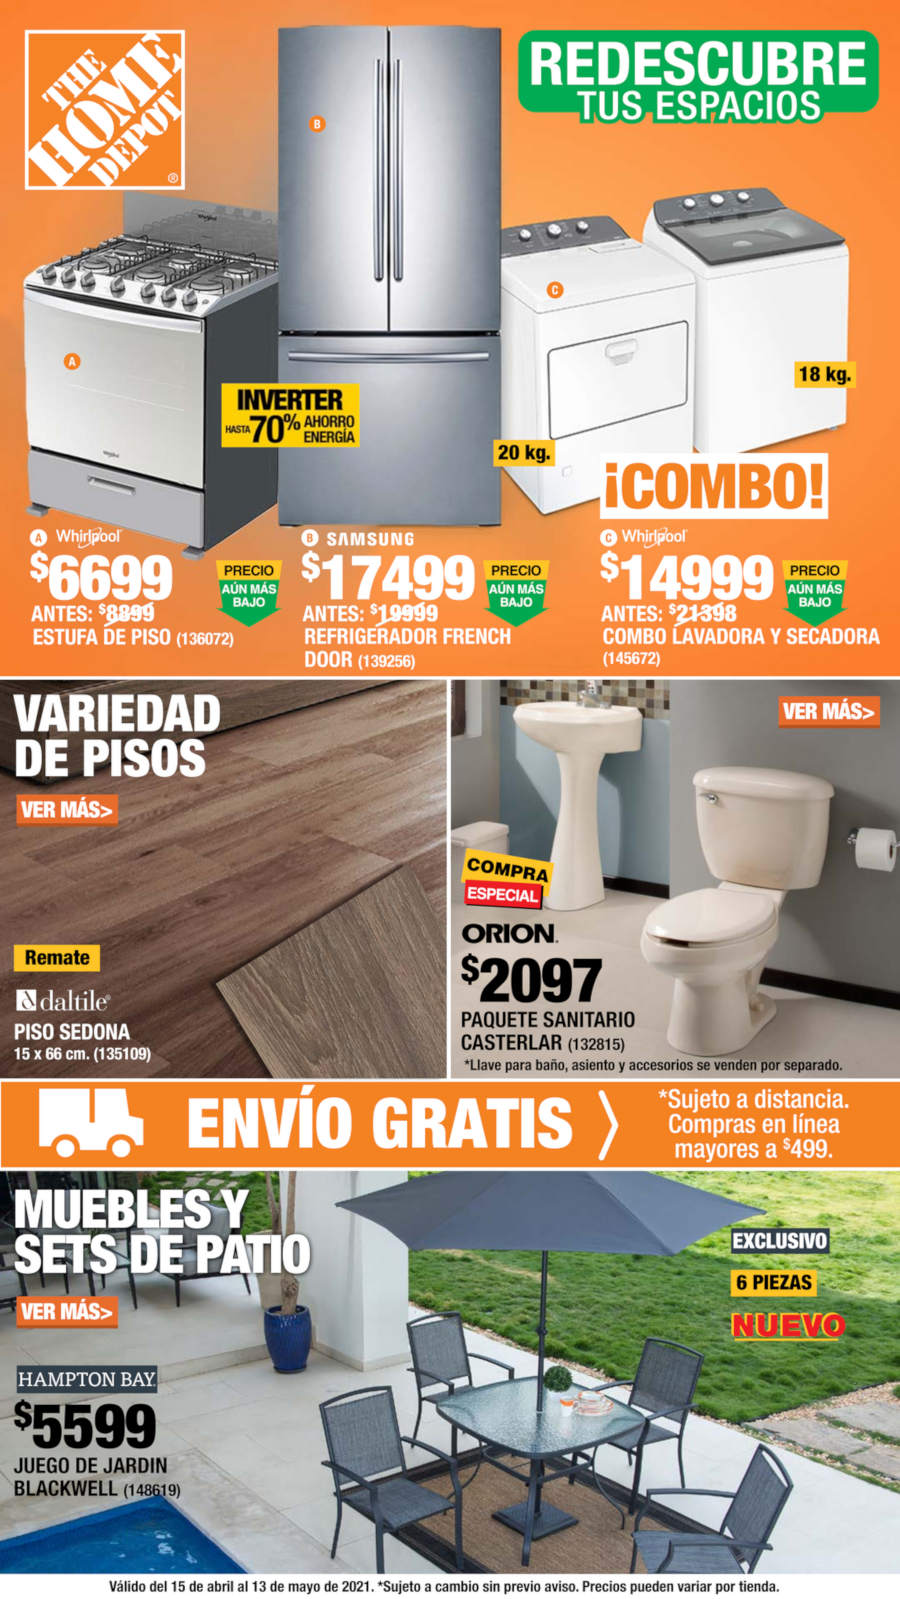 THE
HOME
DEPOT
REDESCUBRE
TUS ESPACIOS
Whirlpool
B
A
C
18 kg.
20 kg.
INVERTER
HASTA 70% AHORRO
ENERGÍA
¡COMBO!
A Whirlpool
$6699
PRECIO
AÚN MÁS
BAJO
ANTES: $8899
ESTUFA DE PISO (136072)
B SAMSUNG
$17499
PRECIO
AÚN MÁS
BAJO
ANTES: $19999
REFRIGERADOR FRENCH
DOOR (139256)
C Whirlpool
$14999
PRECIO
AÚN MÁS
BAJO
ANTES: $21398
COMBO LAVADORA Y SECADORA
(145672)
VARIEDAD
DE PISOS
VER MÁS>
Remate
daltile®
PISO SEDONA
15 x 66 cm. (135109)
VER MÁS>
COMPRA
ESPECIAL
ORION.
$2097
PAQUETE SANITARIO
CASTERLAR (132815)
*Llave para baño, asiento y accesorios se venden por separado.
ENVÍO GRATIS
*Sujeto a distancia.
Compras en línea
mayores a $499.
MUEBLES Y
SETS DE PATIO
VER MÁS>
EXCLUSIVO
6 PIEZAS
NUEVO
HAMPTON BAY.
$5599
JUEGO DE JARDIN
BLACKWELL (148619)
Válido del 15 de abril al 13 de mayo de 2021. *Sujeto a cambio sin previo aviso. Precios pueden variar por tienda.